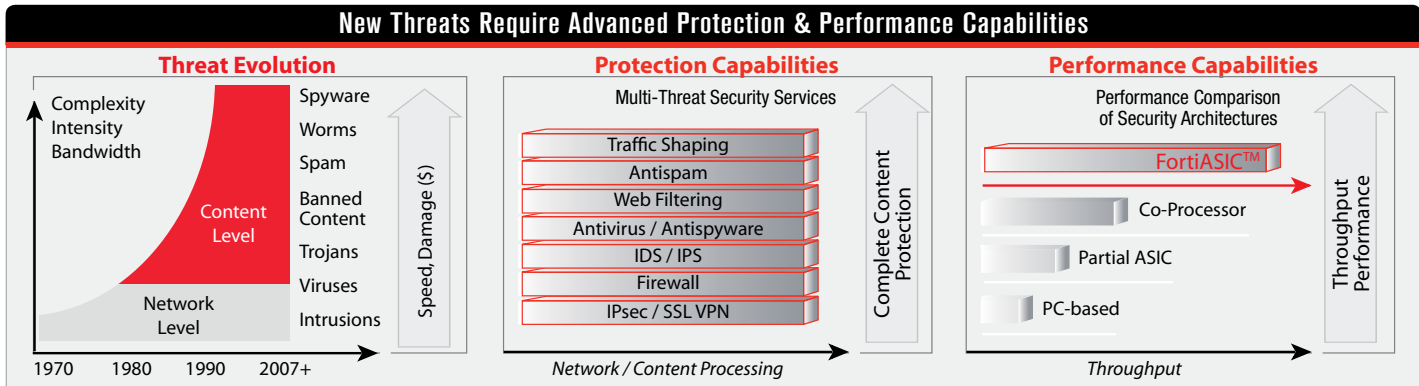 New Threats Require Advanced Protection & Performance Capabilities
Threat Evolution
Complexity
Intensity
Bandwidth
Content
Level
Network
Level
Spyware
Worms
Spam
Banned
Content
Trojans
Viruses
Intrusions
Speed, Damage ($)
1970 1980 1990 2007+
Protection Capabilities
Multi-Threat Security Services
Traffic Shaping
Antispam
Web Filtering
Antivirus / Antispyware
IDS / IPS
Firewall
IPsec / SSL VPN
Complete Content
Protection
Network / Content Processing
Performance Capabilities
Performance Comparison
of Security Architectures
FortiASIC™
Co-Processor
Partial ASIC
PC-based
Throughput
Performance
Throughput